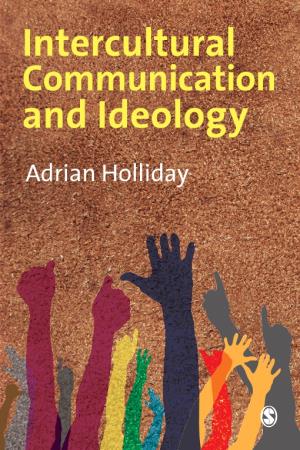 Intercultural
Communication
and Ideology
Adrian Holliday
S